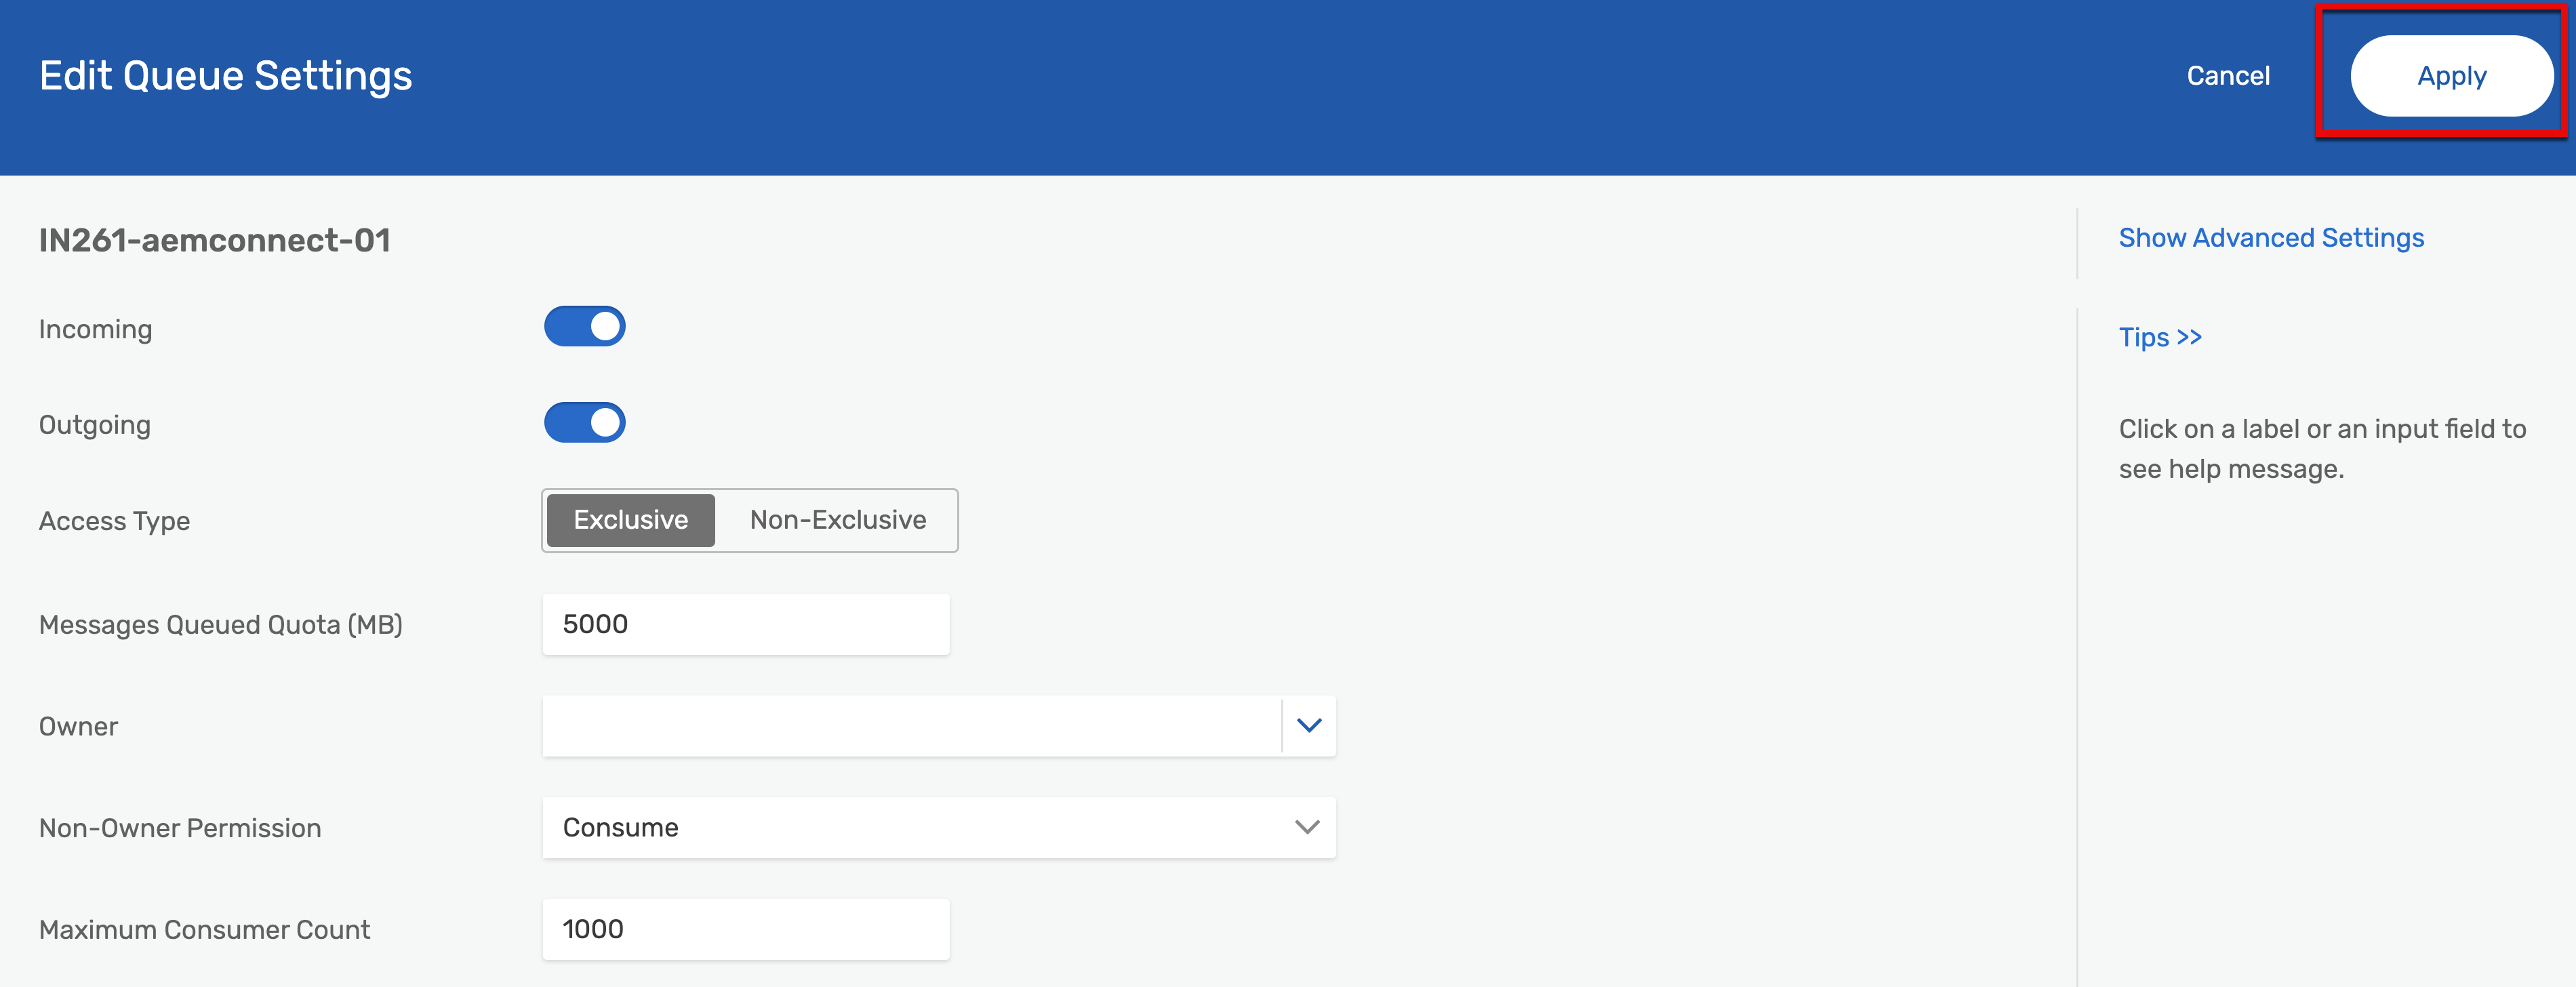 Edit Queue Settings
Cancel
Apply
IN261-aemconnect-01
Show Advanced Settings
Incoming
Tips >>
Outgoing
Click on a label or an input field to
see help message.
Access Type
Exclusive
Non-Exclusive
Messages Queued Quota (MB)
5000
Owner
Non-Owner Permission
Consume
Maximum Consumer Count
1000